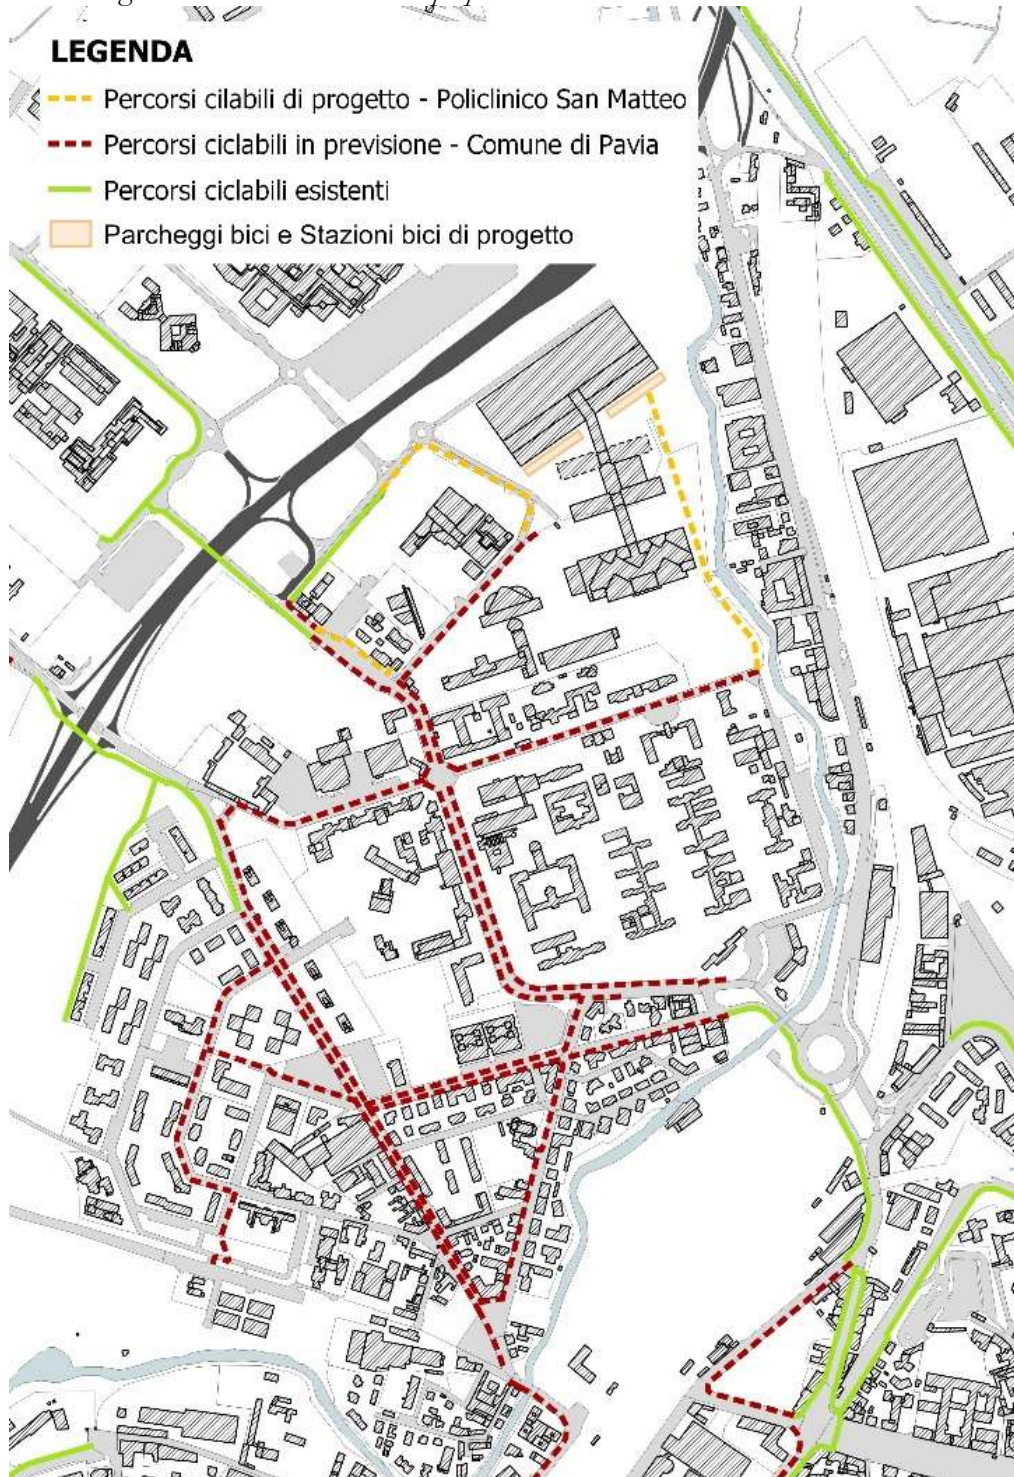 LEGENDA
Percorsi cilabili di progetto - Policlinico San Matteo
Percorsi ciclabili in previsione - Comune di Pavia
Percorsi ciclabili esistenti
Parcheggi bici e Stazioni bici di progetto